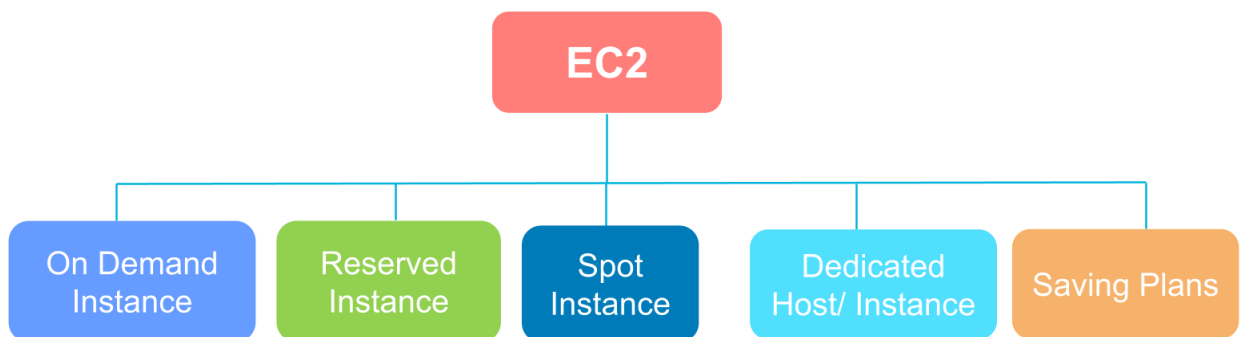 EC2
On Demand
Instance
Reserved
Instance
Spot
Instance
Dedicated
Host/ Instance
Saving Plans